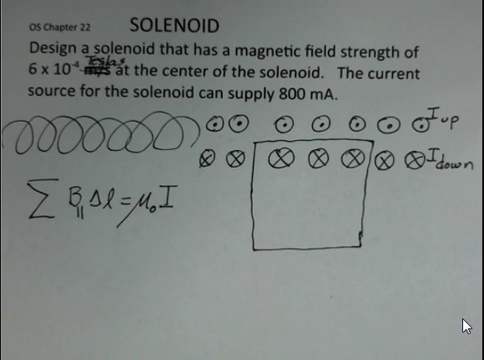 OS Chapter 22 SOLENOID
Design a solenoid that has a magnetic field strength of
6 x 10⁻⁴ Teslas at the center of the solenoid. The current
source for the solenoid can supply 800 mA.
I up
I down
∑ B∥ Δl = μ₀ I